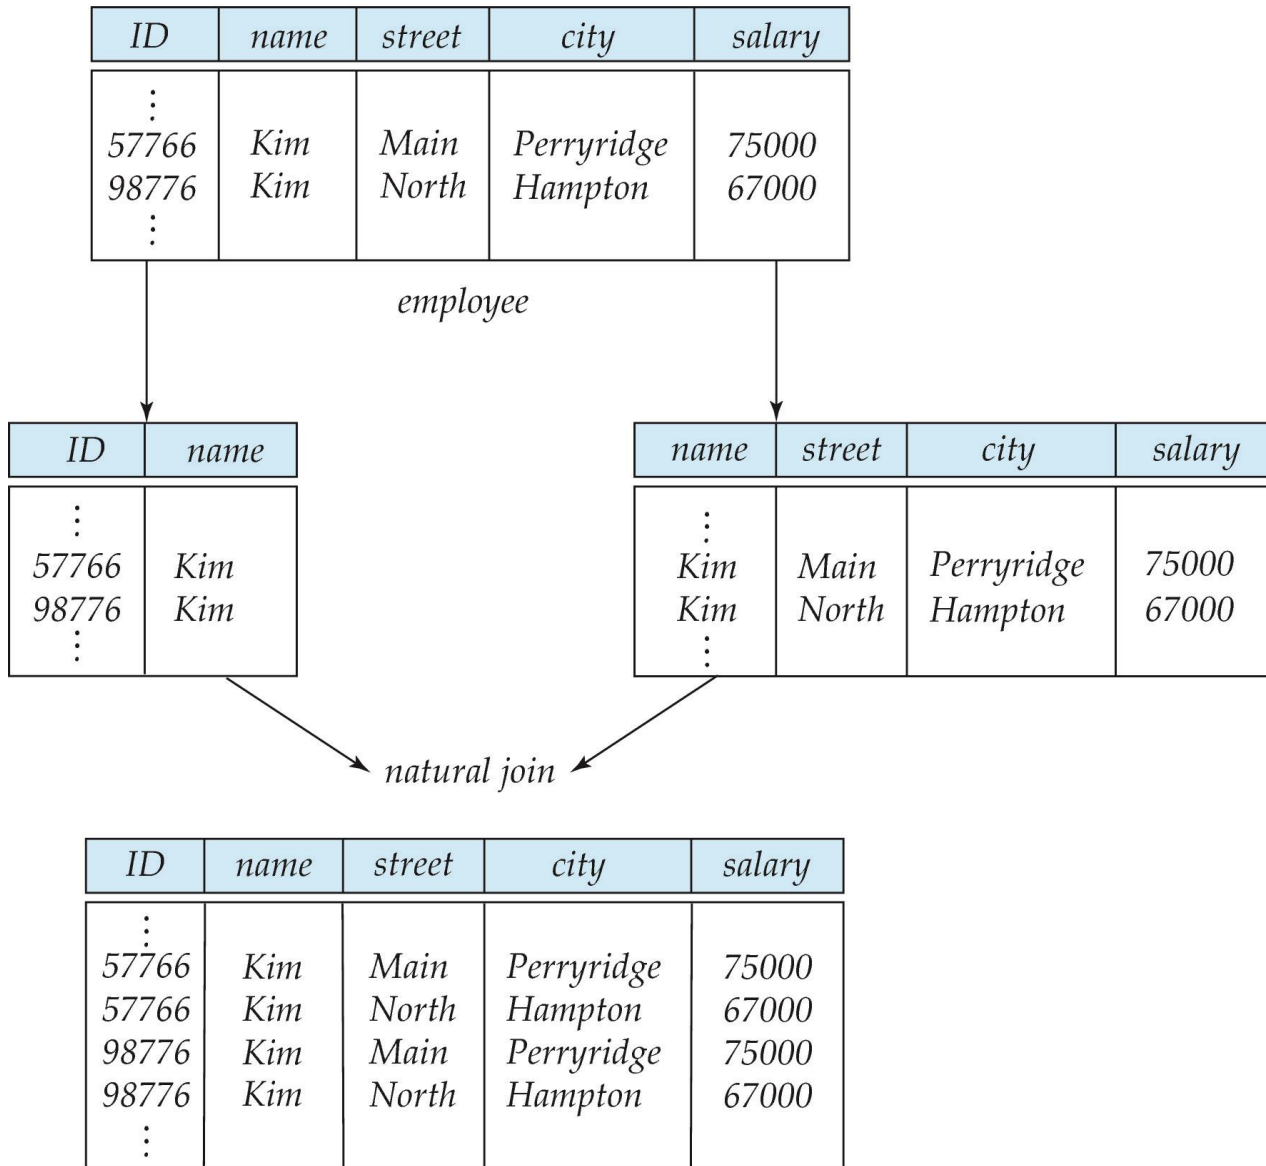 ID name street city salary
⋮
57766 Kim Main Perryridge 75000
98776 Kim North Hampton 67000
⋮
employee
ID name
⋮
57766 Kim
98776 Kim
⋮
name street city salary
⋮
Kim Main Perryridge 75000
Kim North Hampton 67000
⋮
natural join
ID name street city salary
⋮
57766 Kim Main Perryridge 75000
57766 Kim North Hampton 67000
98776 Kim Main Perryridge 75000
98776 Kim North Hampton 67000
⋮